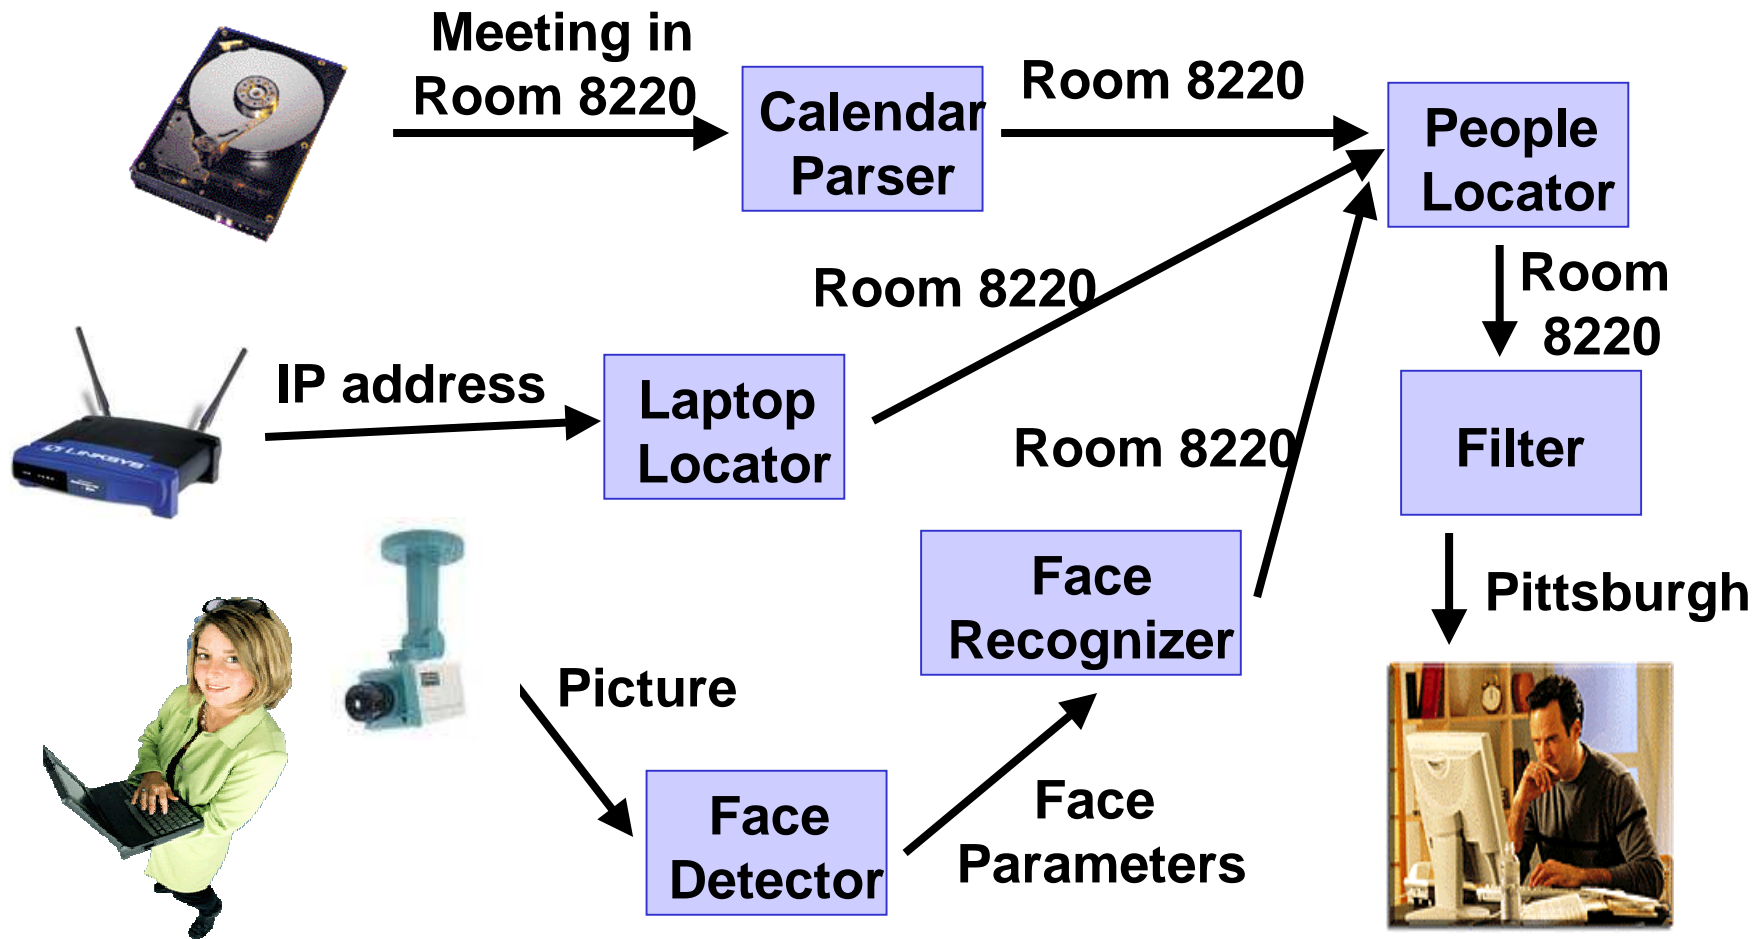 Meeting in
Room 8220
Calendar
Parser
Room 8220
People
Locator
Room 8220
Room
8220
IP address
LINKSYS
Laptop
Locator
Room 8220
Filter
Face
Recognizer
Pittsburgh
Picture
Face
Detector
Face
Parameters